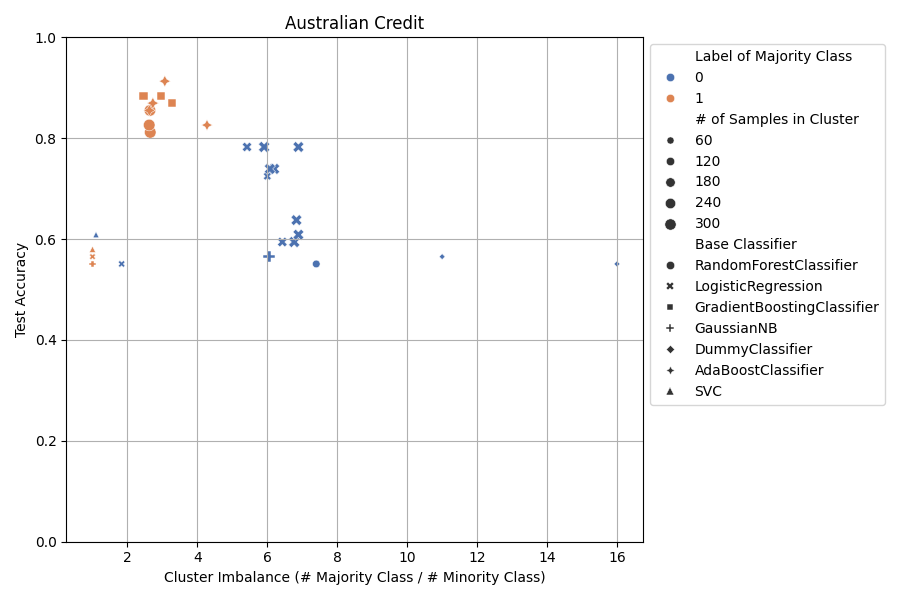 Australian Credit
1.0
0.8
0.6
0.4
0.2
0.0
Test Accuracy
2 4 6 8 10 12 14 16
Cluster Imbalance (# Majority Class / # Minority Class)
Label of Majority Class
0
1
# of Samples in Cluster
60
120
180
240
300
Base Classifier
RandomForestClassifier
LogisticRegression
GradientBoostingClassifier
GaussianNB
DummyClassifier
AdaBoostClassifier
SVC